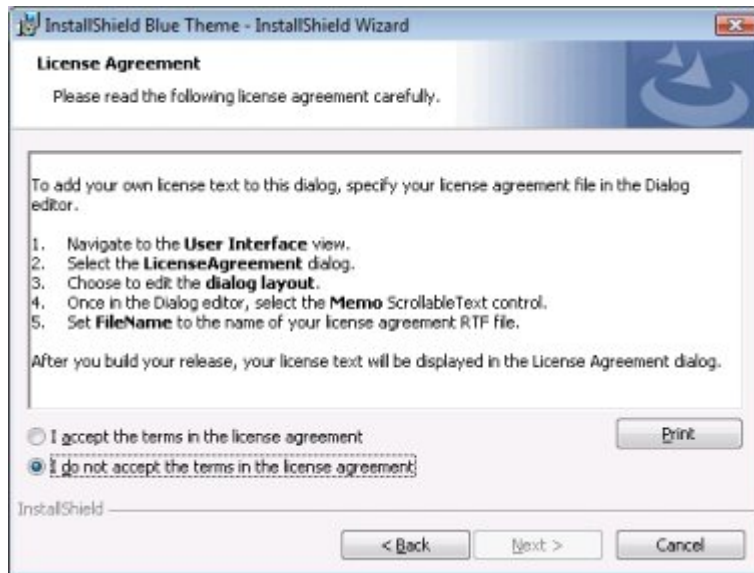 InstallShield Blue Theme - InstallShield Wizard
License Agreement
Please read the following license agreement carefully.
To add your own license text to this dialog, specify your license agreement file in the Dialog
editor.
1. Navigate to the User Interface view.
2. Select the LicenseAgreement dialog.
3. Choose to edit the dialog layout.
4. Once in the Dialog editor, select the Memo ScrollableText control.
5. Set FileName to the name of your license agreement RTF file.
After you build your release, your license text will be displayed in the License Agreement dialog.
I accept the terms in the license agreement
Print
I do not accept the terms in the license agreement
InstallShield
< Back Next > Cancel